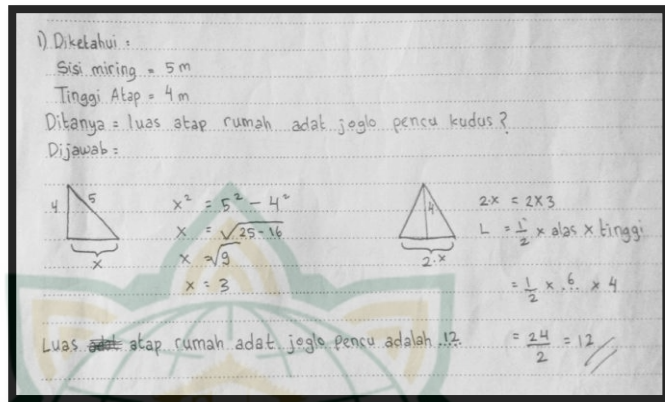 1) Diketahui :
Sisi miring = 5 m
Tinggi Atap = 4 m
Ditanya = luas atap rumah adat joglo pencu kudus ?
Dijawab :
4 5
x
x² = 5² - 4²
x = √25-16
x = √9
x = 3
4
2·x
2·x = 2x3
L = 1/2 x alas x tinggi
= 1/2 x 6 x 4
= 24/2 = 12
Luas adat atap rumah adat joglo pencu adalah 12